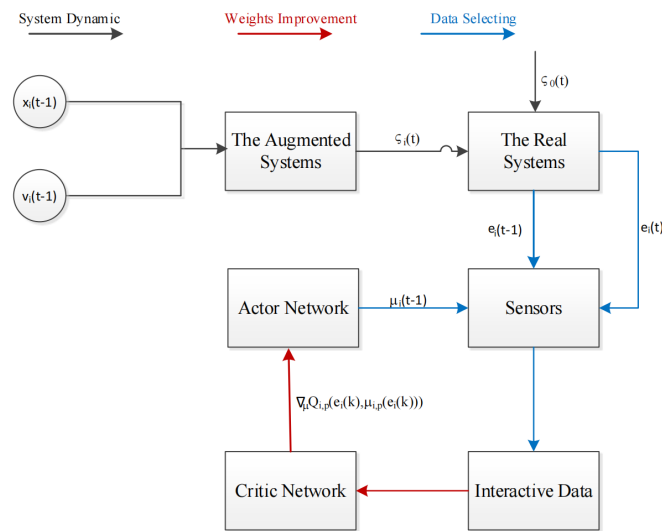 System Dynamic
Weights Improvement
Data Selecting
ς₀(t)
xᵢ(t-1)
The Augmented
Systems
ςᵢ(t)
The Real
Systems
vᵢ(t-1)
eᵢ(t-1)
eᵢ(t)
Actor Network
μᵢ(t-1)
Sensors
∇μQᵢ,ₚ(eᵢ(k),μᵢ,ₚ(eᵢ(k)))
Critic Network
Interactive Data